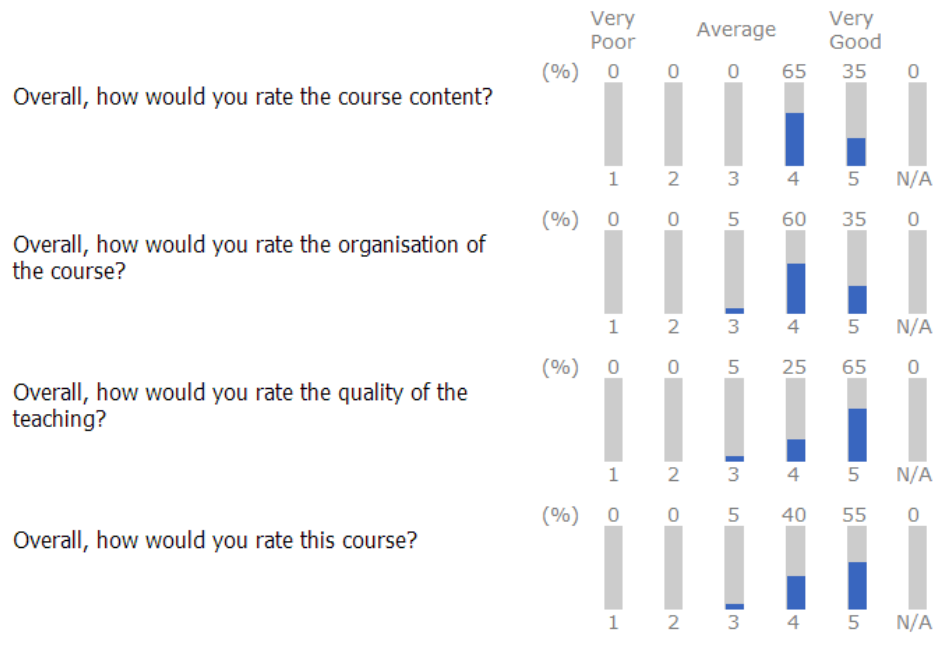 Very Poor Average Very Good
(%) 0 0 0 65 35 0
Overall, how would you rate the course content?
1 2 3 4 5 N/A
(%) 0 0 5 60 35 0
Overall, how would you rate the organisation of
the course?
1 2 3 4 5 N/A
(%) 0 0 5 25 65 0
Overall, how would you rate the quality of the
teaching?
1 2 3 4 5 N/A
(%) 0 0 5 40 55 0
Overall, how would you rate this course?
1 2 3 4 5 N/A